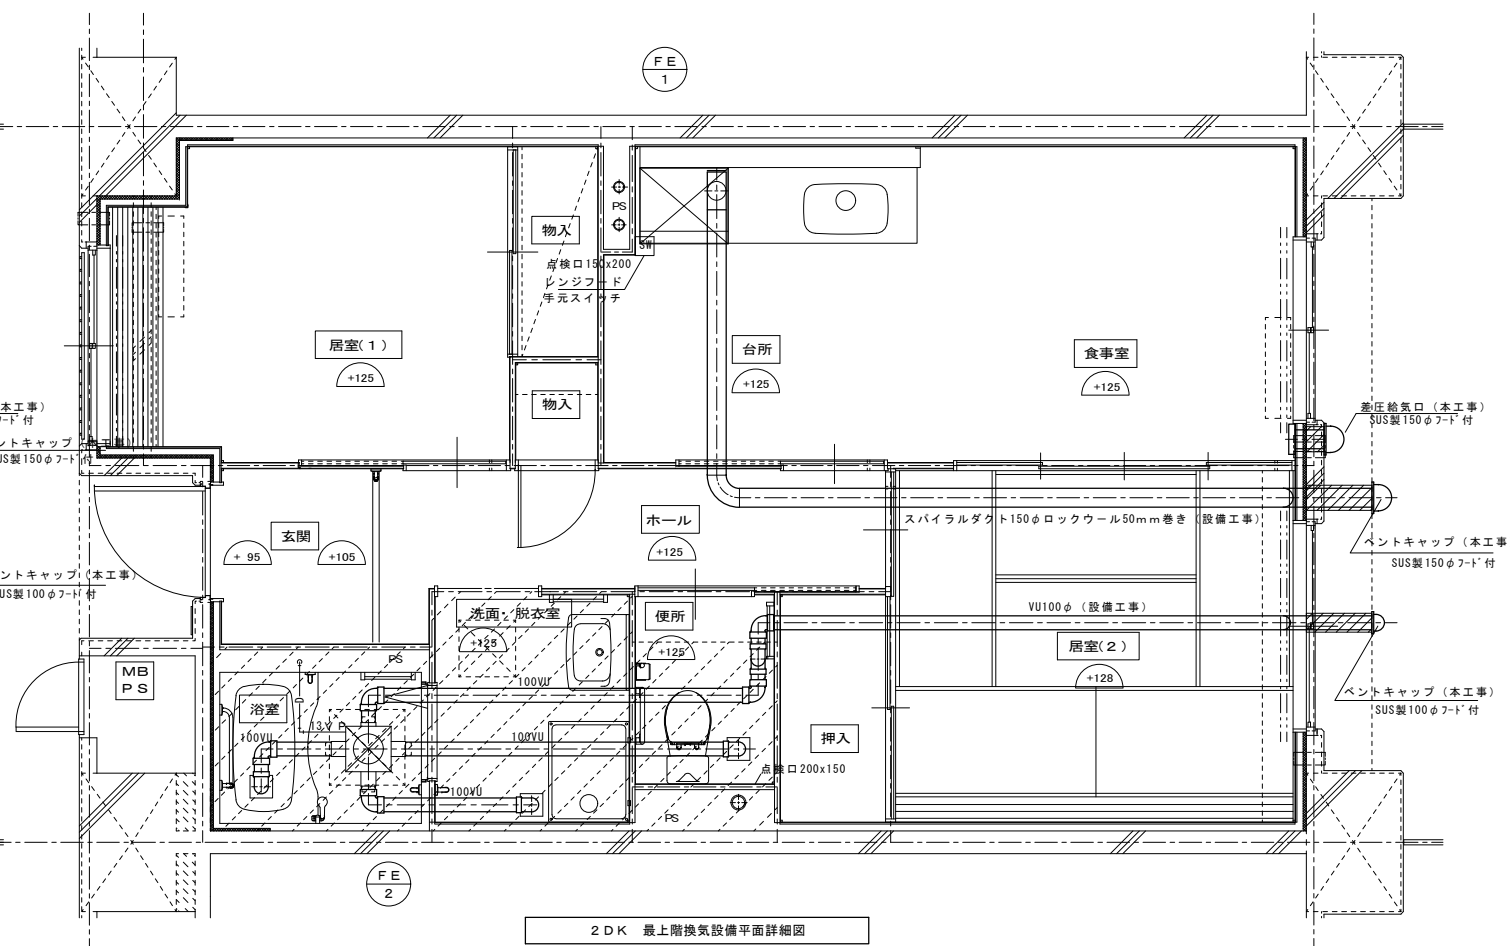 FE
1
物入
PS
SW
点検口150x200
レンジフード
手元スイッチ
居室(1)
+125
台所
+125
食事室
+125
物入
本工事)
フード付
ントキャップ(本工事)
US製150φフード付
差圧給気口(本工事)
SUS製150φフード付
玄関
+ 95
+105
ホール
+125
スパイラルダクト150φロックウール50mm巻き(設備工事)
ベントキャップ(本工事
SUS製150φフード付
ントキャップ(本工事)
US製100φフード付
洗面・脱衣室
+125
便所
+125
VU100φ(設備工事)
居室(2)
+128
MB
PS
PS
100VU
浴室
100VU
100VU
ベントキャップ(本工事)
SUS製100φフード付
押入
点検口200x150
100VU
PS
FE
2
2DK 最上階換気設備平面詳細図